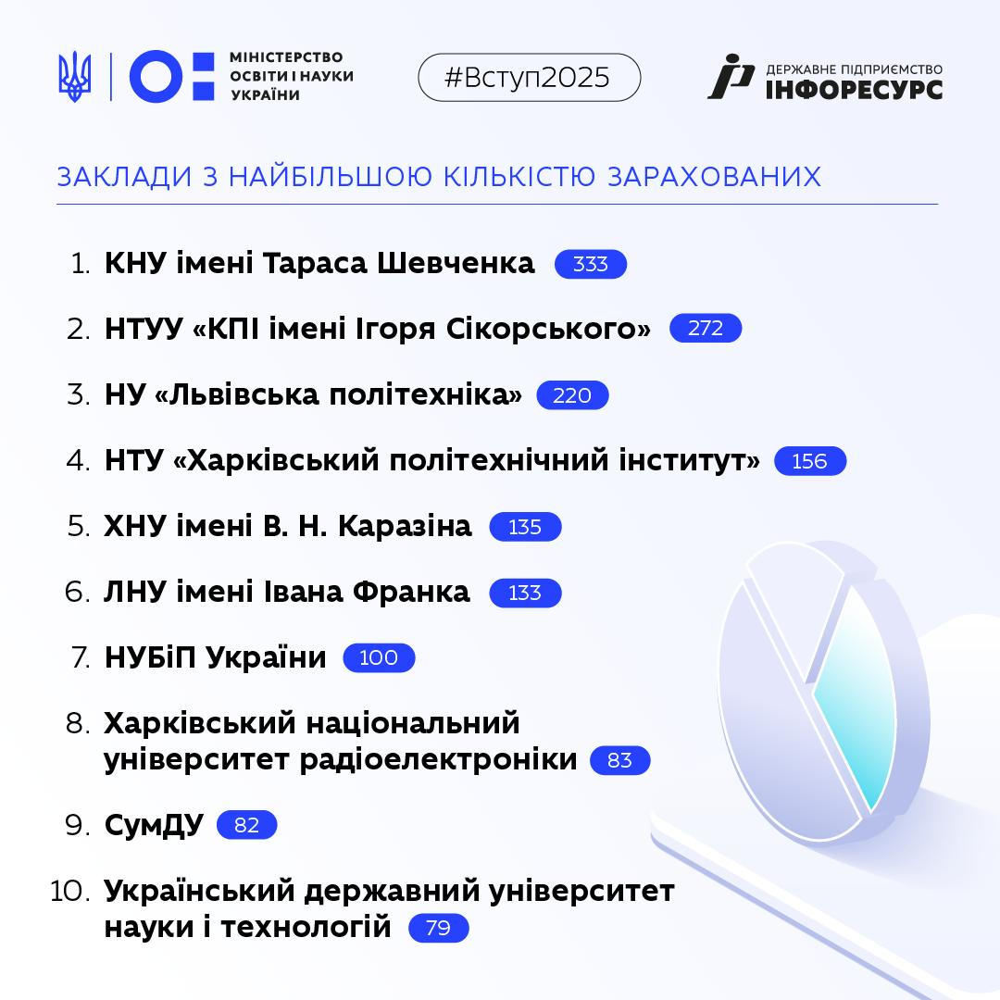 МІНІСТЕРСТВО
ОСВІТИ І НАУКИ
УКРАЇНИ
#Вступ2025
ДЕРЖАВНЕ ПІДПРИЄМСТВО
ІНФОРЕСУРС
ЗАКЛАДИ З НАЙБІЛЬШОЮ КІЛЬКІСТЮ ЗАРАХОВАНИХ
1. КНУ імені Тараса Шевченка 333
2. НТУУ «КПІ імені Ігоря Сікорського» 272
3. НУ «Львівська політехніка» 220
4. НТУ «Харківський політехнічний інститут» 156
5. ХНУ імені В. Н. Каразіна 135
6. ЛНУ імені Івана Франка 133
7. НУБіП України 100
8. Харківський національний
університет радіоелектроніки 83
9. СумДУ 82
10. Український державний університет
науки і технологій 79